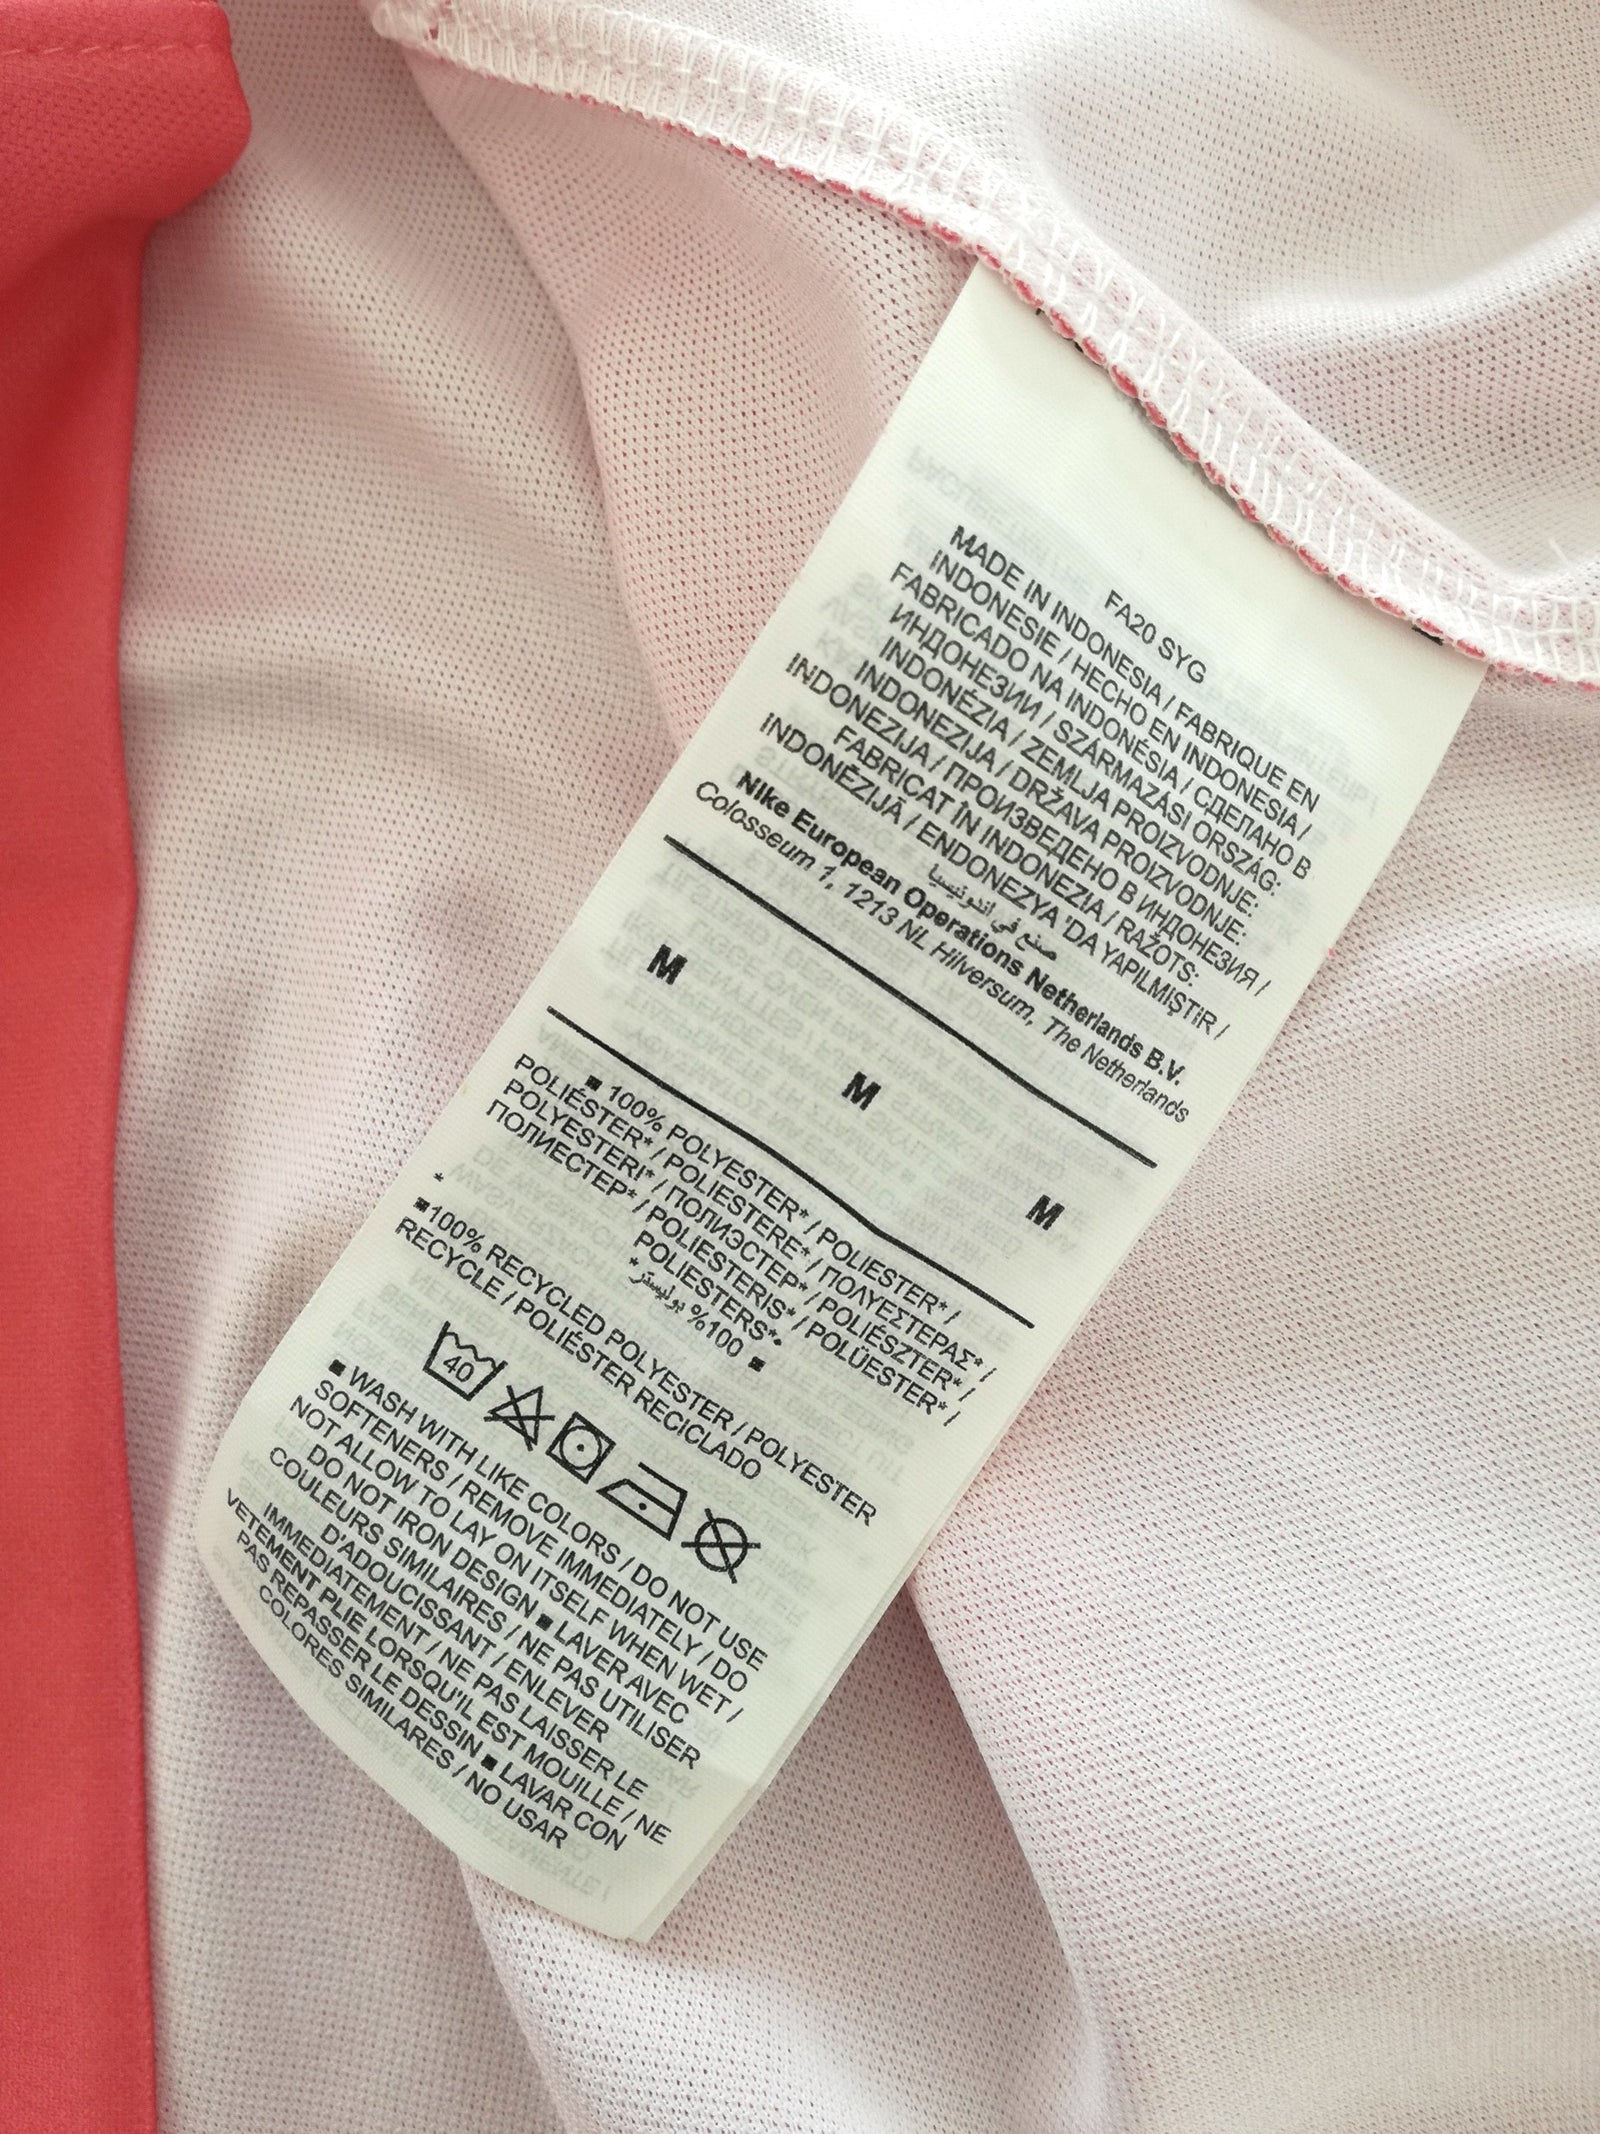 FA20 SYG
MADE IN INDONESIA / FABRIQUE EN
INDONESIE / HECHO EN INDONESIA /
FABRICADO NA INDONÉSIA / СДЕЛАНО В
ИНДОНЕЗИИ / SZÁRMAZÁSI ORSZÁG:
INDONÉZIA / ZEMLJA PROIZVODNJE:
INDONEZIJA / DRŽAVA PROIZVODNJE:
INDONEZIJA / ПРОИЗВЕДЕНО В ИНДОНЕЗИЯ /
FABRICAT ÎN INDONEZIA / RAŽOTS:
INDONĒZIJĀ / ENDONEZYA 'DA YAPILMIŞTIR /
صنع في اندونيسيا
Nike European Operations Netherlands B.V.
Colosseum 1, 1213 NL Hilversum, The Netherlands
M M M
■ 100% POLYESTER* / POLIESTER* /
POLIÉSTER* / POLIESTERE* / ΠΟΛΥΕΣΤΕΡΑΣ* /
POLYESTERI* / ПОЛИЭСТЕР* / POLIÉSZTER* /
ПОЛИЕСТЕР* / POLIESTERIS* / POLÜESTER* /
POLIESTERS*•
■ %100 بوليستر*
*
■100% RECYCLED POLYESTER / POLYESTER
RECYCLE / POLIÉSTER RECICLADO
40
■ WASH WITH LIKE COLORS / DO NOT USE
SOFTENERS / REMOVE IMMEDIATELY / DO
NOT ALLOW TO LAY ON ITSELF WHEN WET /
DO NOT IRON DESIGN ■ LAVER AVEC
COULEURS SIMILAIRES / NE PAS UTILISER
D'ADOUCISSANT / ENLEVER
IMMEDIATEMENT / NE PAS LAISSER LE
VETEMENT PLIE LORSQU'IL EST MOUILLE / NE
PAS REPASSER LE DESSIN ■ LAVAR CON
COLORES SIMILARES / NO USAR